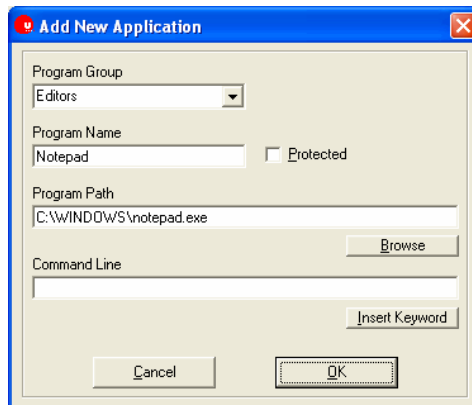 Add New Application
Program Group
Editors
Program Name
Notepad
Protected
Program Path
C:\WINDOWS\notepad.exe
Browse
Command Line
Insert Keyword
Cancel
OK